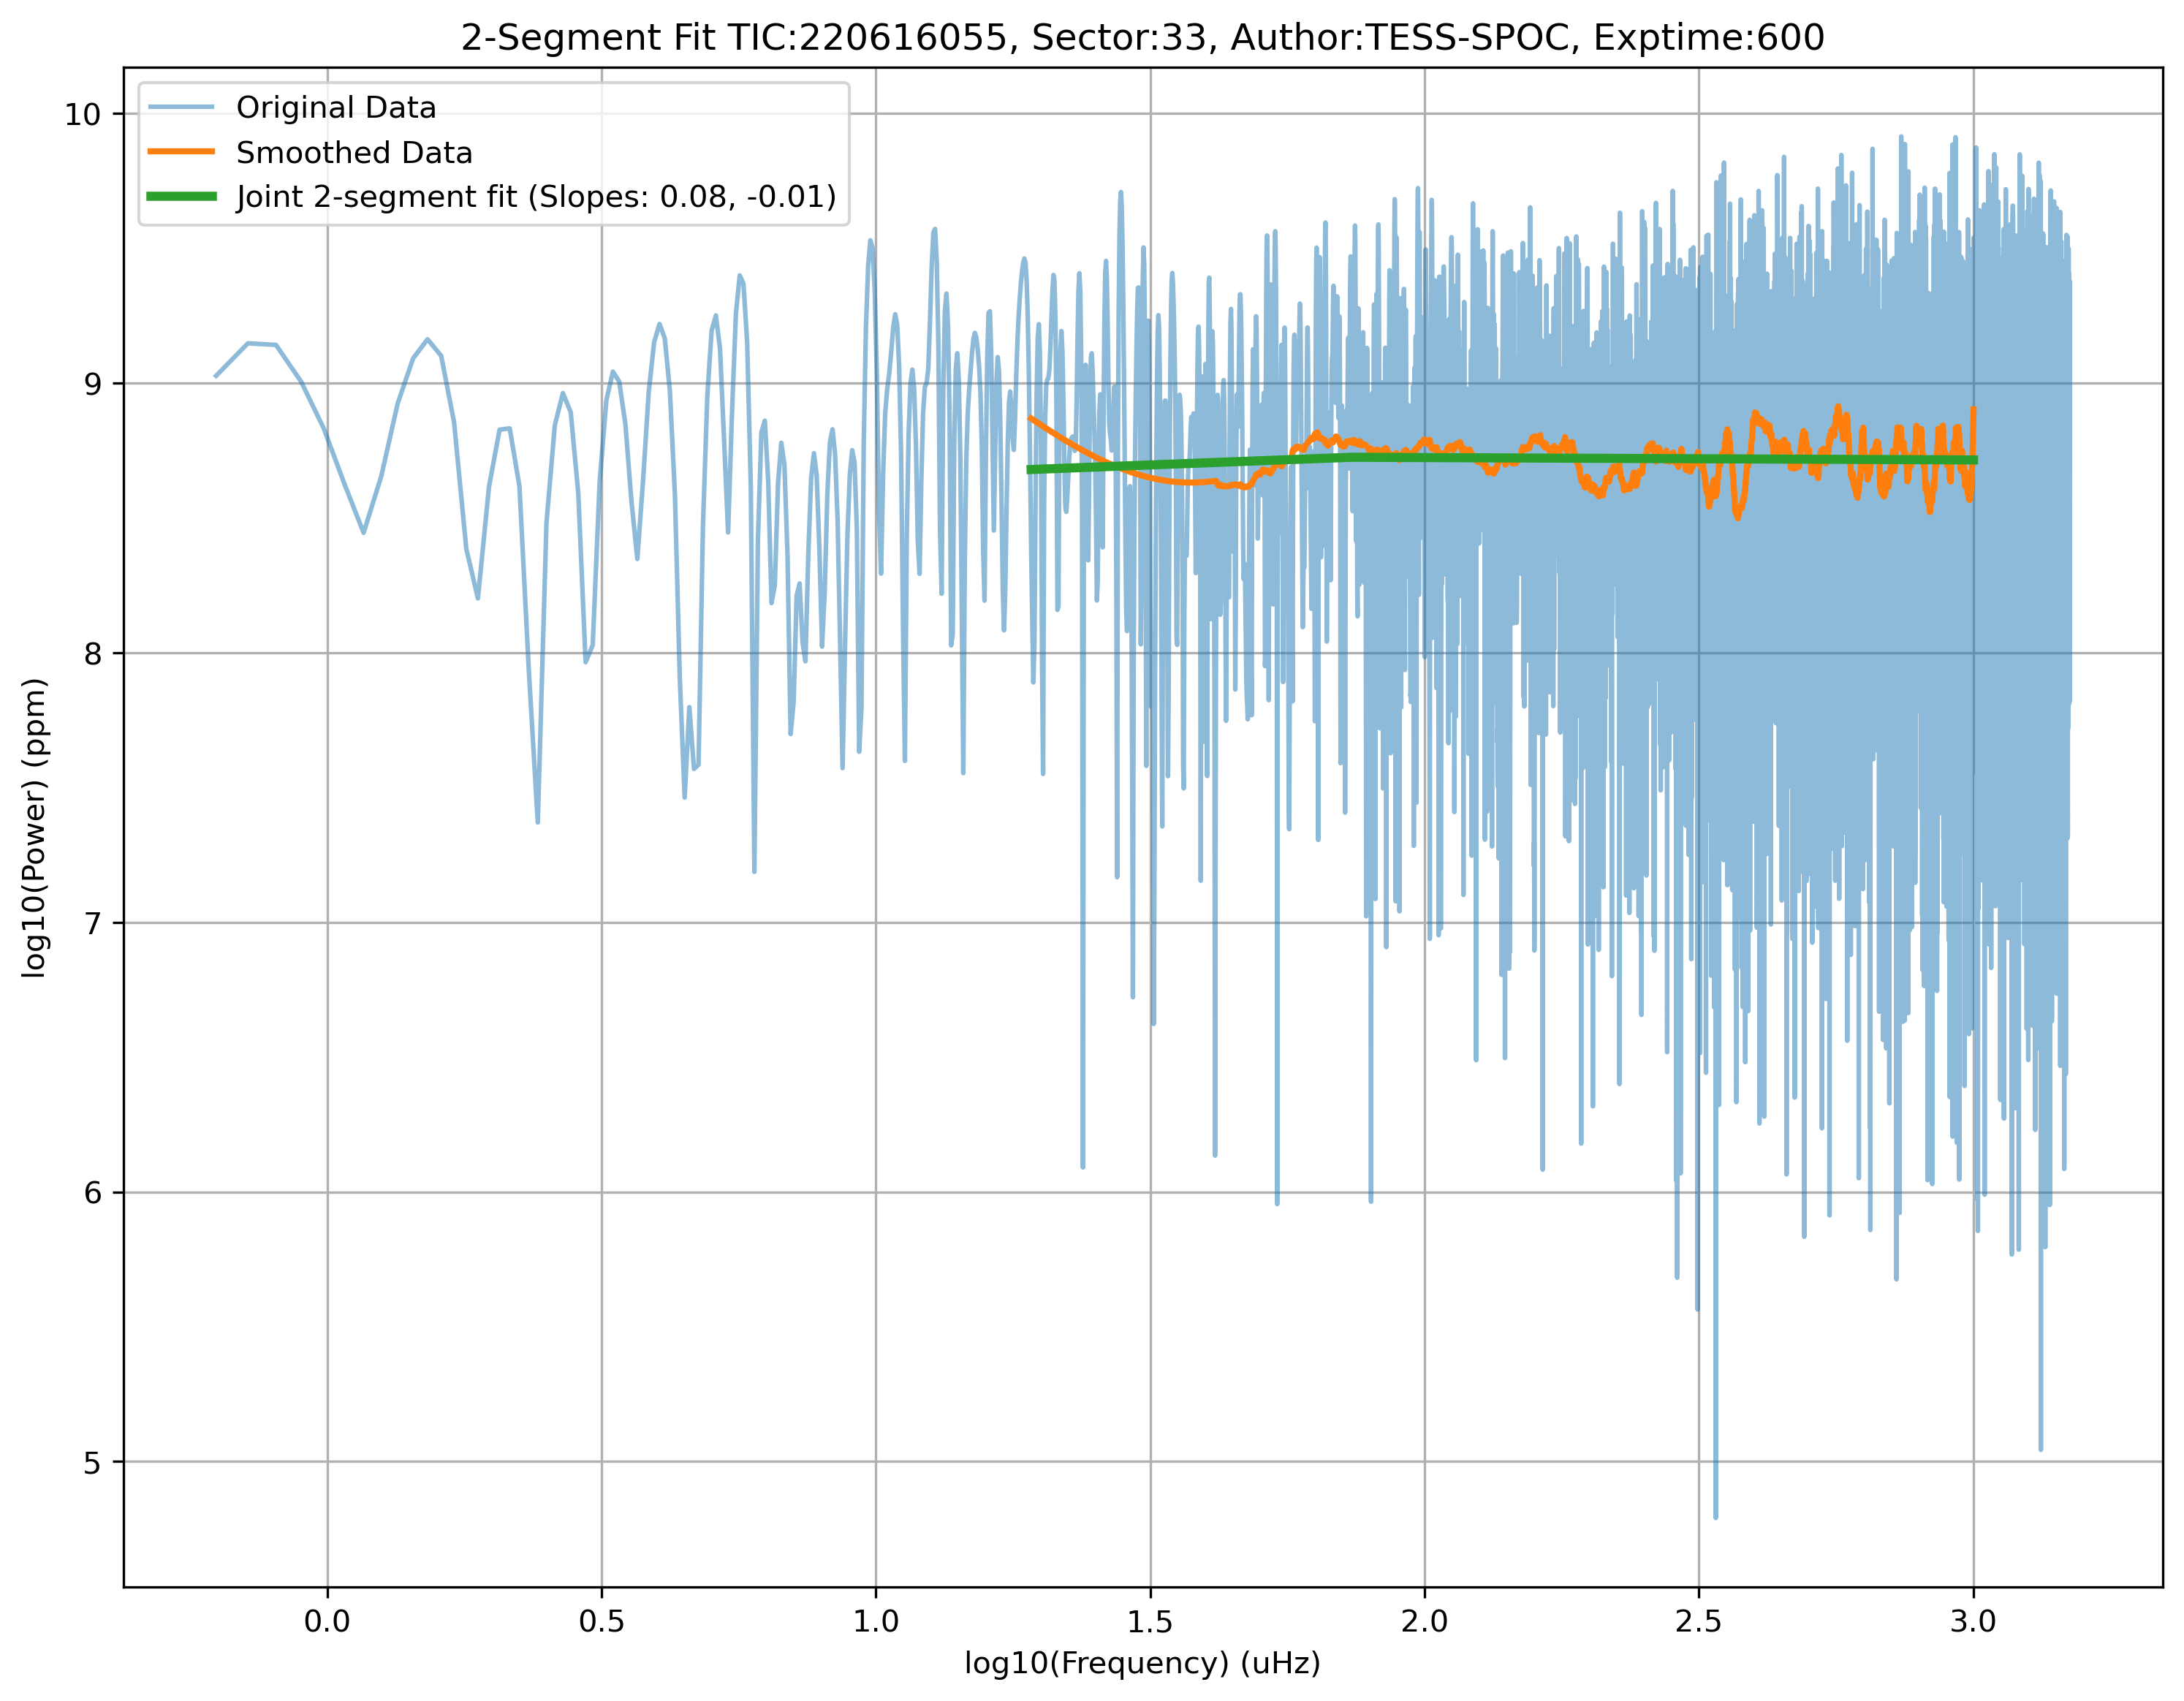 2-Segment Fit TIC:220616055, Sector:33, Author:TESS-SPOC, Exptime:600
Original Data
Smoothed Data
Joint 2-segment fit (Slopes: 0.08, -0.01)
log10(Power) (ppm)
10
9
8
7
6
5
0.0 0.5 1.0 1.5 2.0 2.5 3.0
log10(Frequency) (uHz)